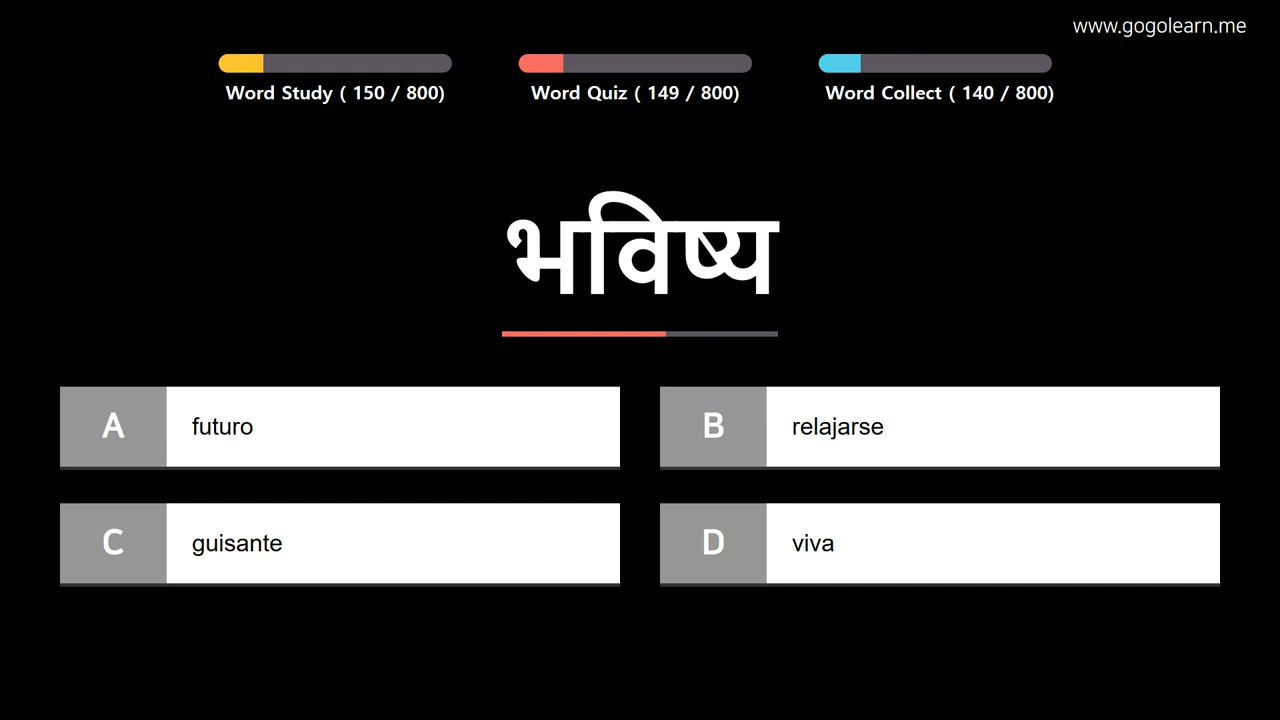 www.gogolearn.me
Word Study ( 150 / 800)
Word Quiz ( 149 / 800)
Word Collect ( 140 / 800)
भविष्य
A futuro
B relajarse
C guisante
D viva